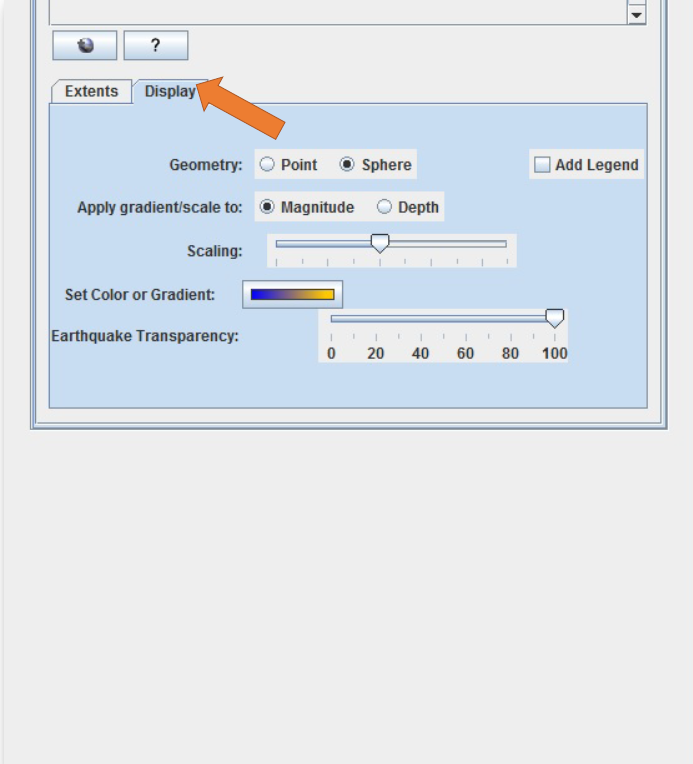 ?
Extents Display
Geometry: Point Sphere Add Legend
Apply gradient/scale to: Magnitude Depth
Scaling:
Set Color or Gradient:
Earthquake Transparency:
0 20 40 60 80 100